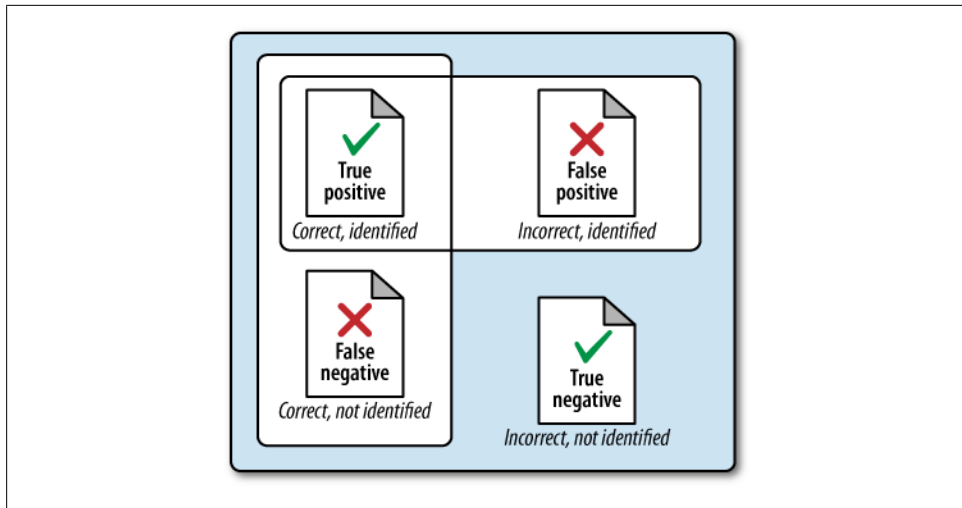 True
positive
Correct, identified
False
positive
Incorrect, identified
False
negative
Correct, not identified
True
negative
Incorrect, not identified